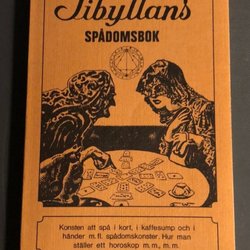 Sibyllans
SPÅDOMSBOK
Konsten att spå i kort, i kaffesump och i
händer m. fl. spådomskonster. Hur man
ställer ett horoskop m. m., m. m.